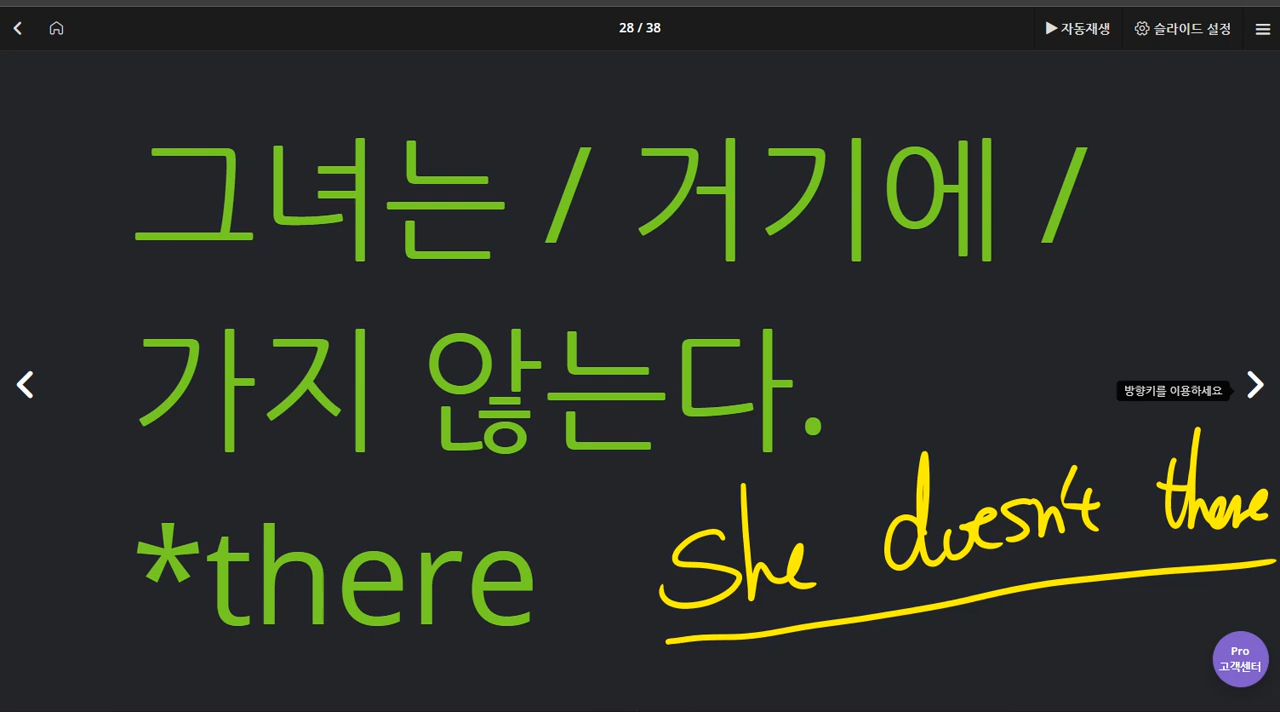 28 / 38
자동재생
슬라이드 설정
그녀는 / 거기에 /
가지 않는다.
방향키를 이용하세요
*there
She doesn't there
Pro
고객센터